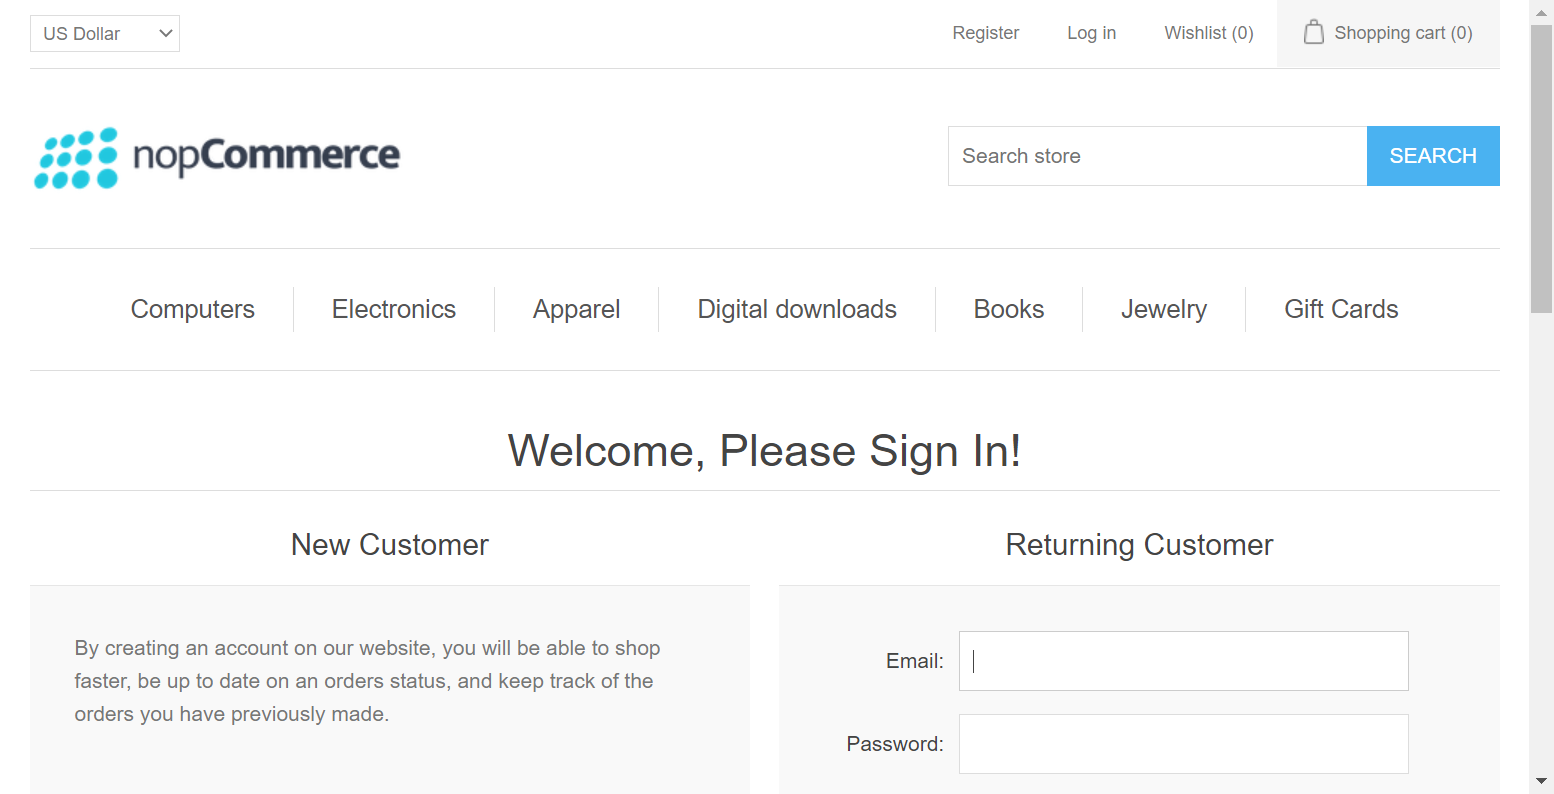 US Dollar
Register
Log in
Wishlist (0)
Shopping cart (0)
nopCommerce
Search store
SEARCH
Computers
Electronics
Apparel
Digital downloads
Books
Jewelry
Gift Cards
Welcome, Please Sign In!
New Customer
By creating an account on our website, you will be able to shop
faster, be up to date on an orders status, and keep track of the
orders you have previously made.
Returning Customer
Email:
Password: